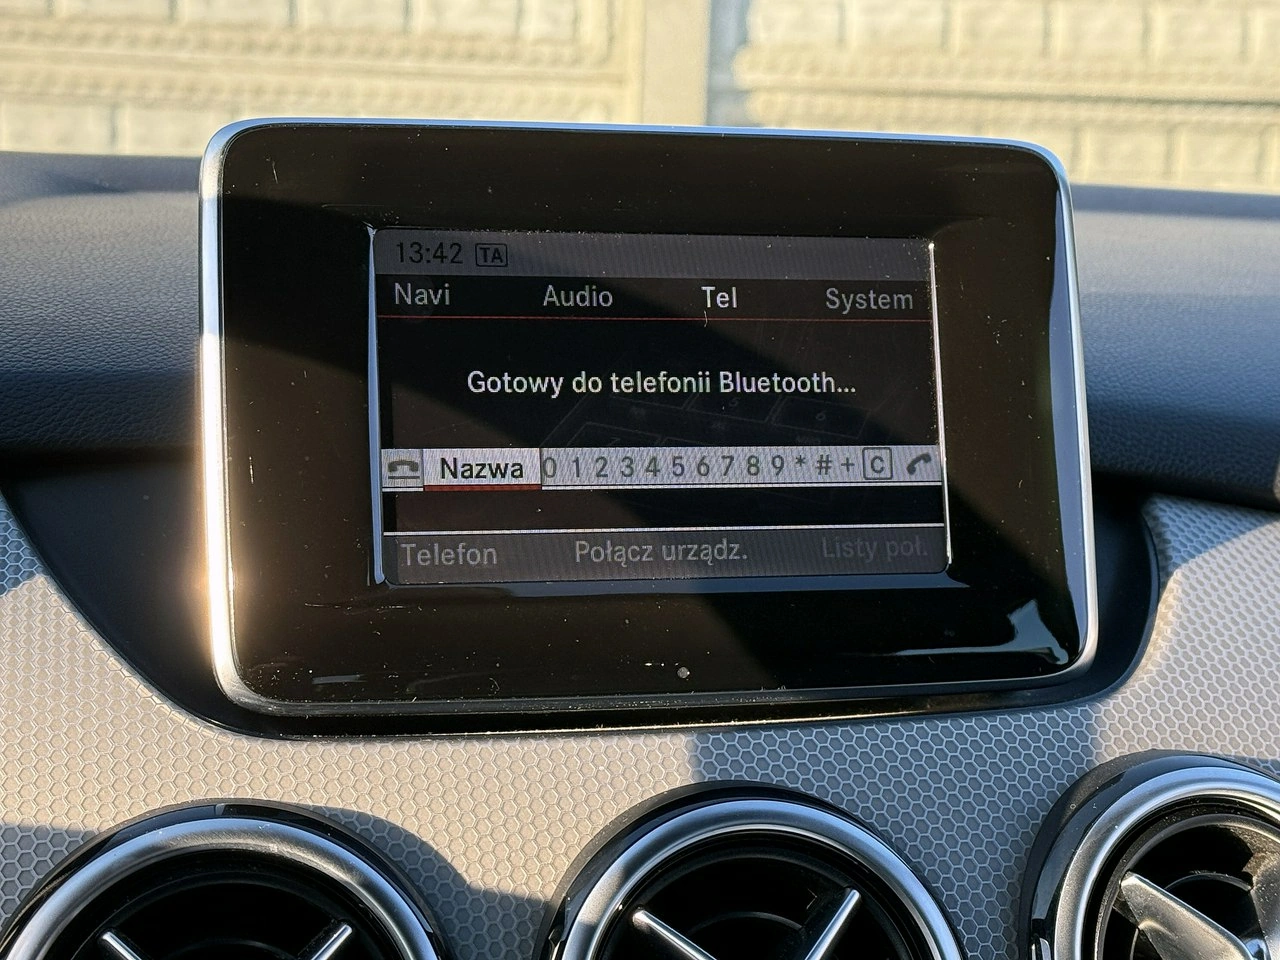 13:42 TA
Navi Audio Tel System
Gotowy do telefonii Bluetooth...
Nazwa 0 1 2 3 4 5 6 7 8 9 * # + C
Telefon Połącz urządz. Listy poł.